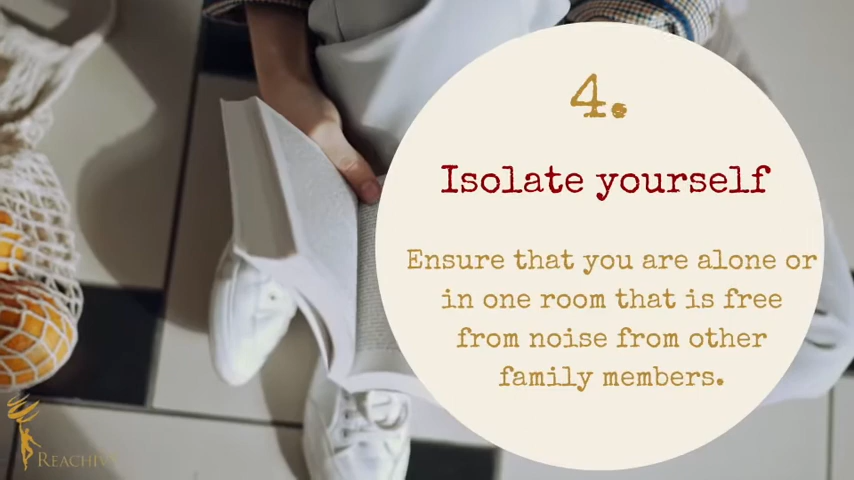 4.
Isolate yourself
Ensure that you are alone or
in one room that is free
from noise from other
family members.